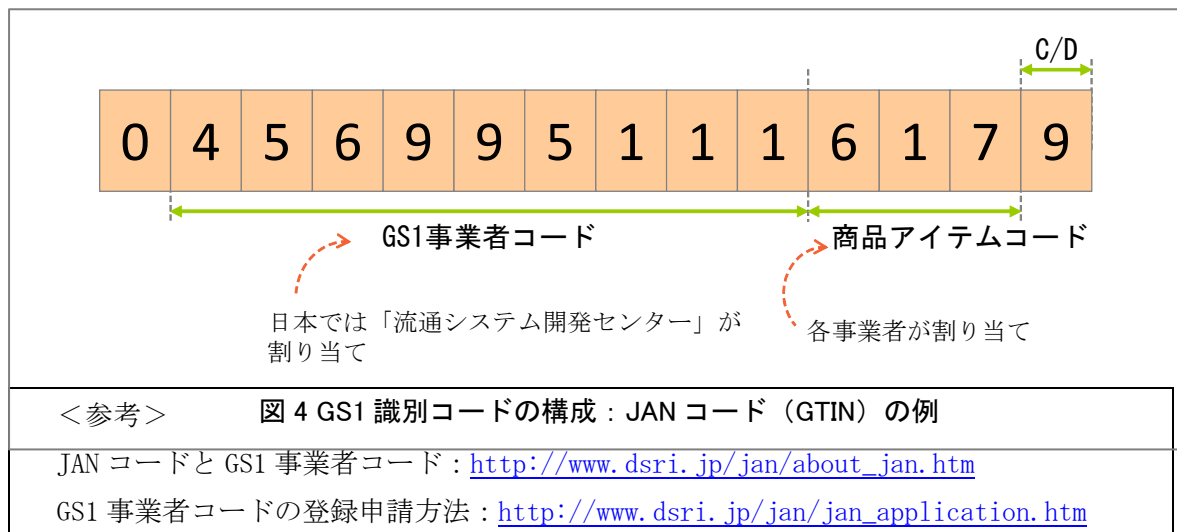 C/D
0 4 5 6 9 9 5 1 1 1 6 1 7 9
GS1事業者コード
商品アイテムコード
日本では「流通システム開発センター」が
割り当て
各事業者が割り当て
＜参考＞
図 4 GS1 識別コードの構成：JAN コード（GTIN）の例
JAN コードと GS1 事業者コード：http://www.dsri.jp/jan/about_jan.htm
GS1 事業者コードの登録申請方法：http://www.dsri.jp/jan/jan_application.htm